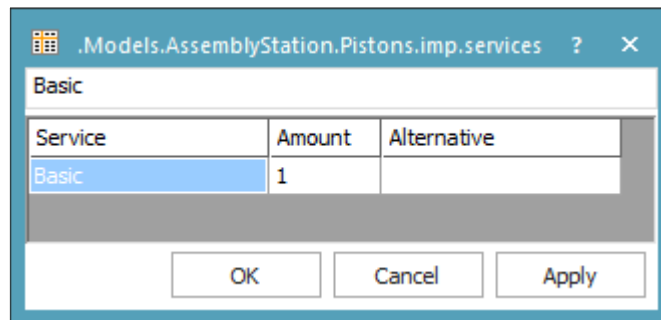 .Models.AssemblyStation.Pistons.imp.services ? ×
Basic
Service Amount Alternative
Basic 1
OK Cancel Apply